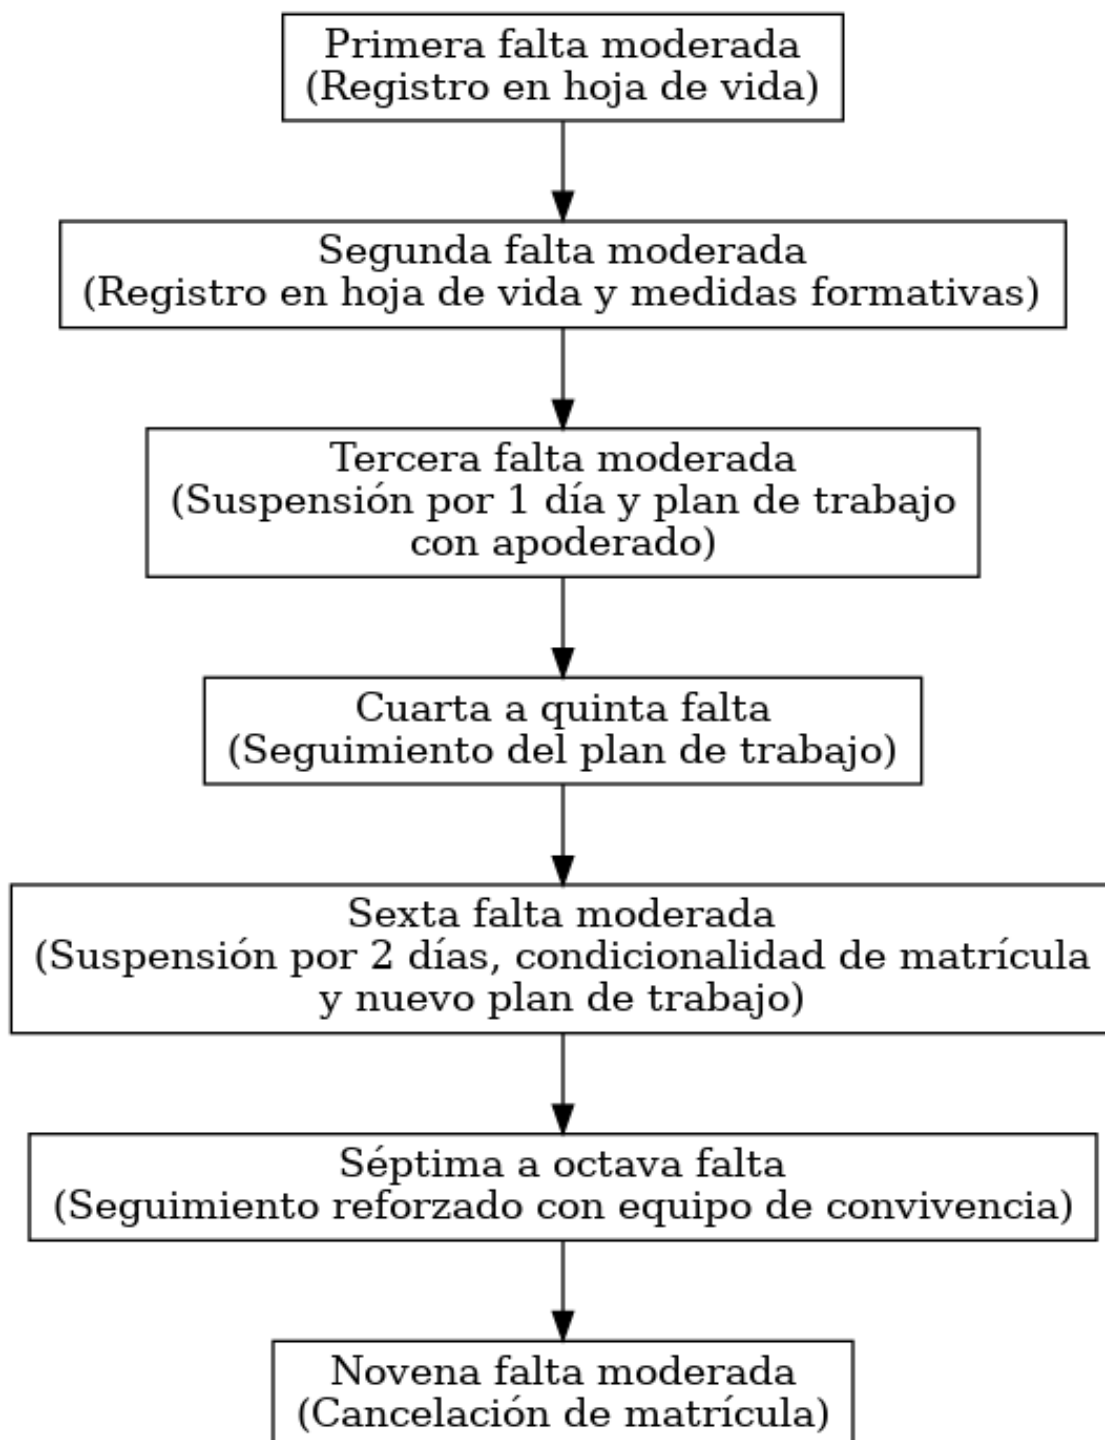 Primera falta moderada
(Registro en hoja de vida)
Segunda falta moderada
(Registro en hoja de vida y medidas formativas)
Tercera falta moderada
(Suspensión por 1 día y plan de trabajo
con apoderado)
Cuarta a quinta falta
(Seguimiento del plan de trabajo)
Sexta falta moderada
(Suspensión por 2 días, condicionalidad de matrícula
y nuevo plan de trabajo)
Séptima a octava falta
(Seguimiento reforzado con equipo de convivencia)
Novena falta moderada
(Cancelación de matrícula)